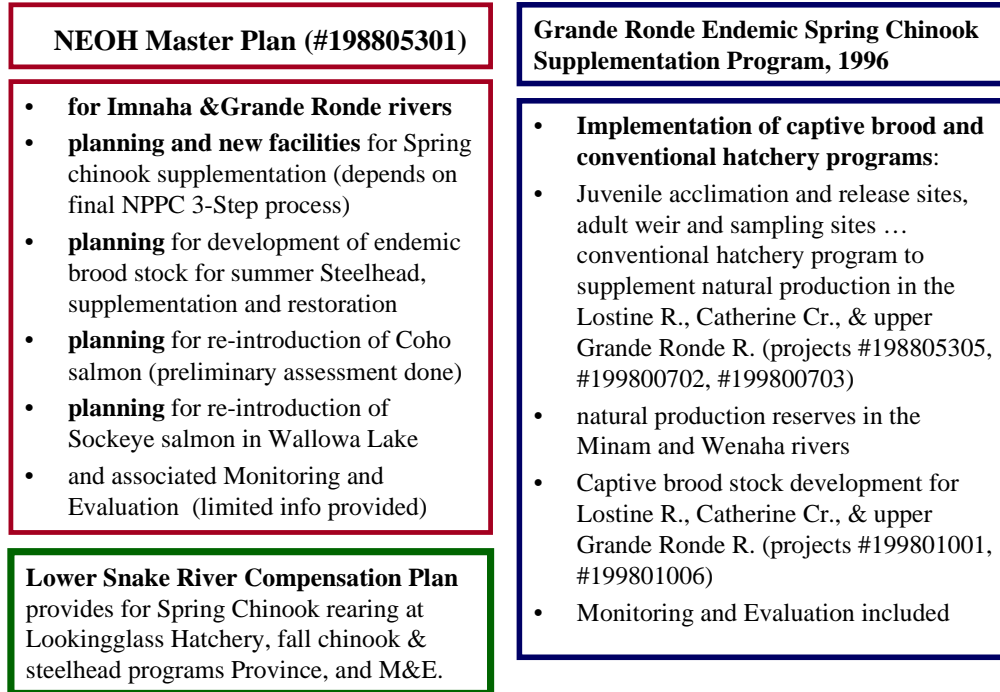 NEOH Master Plan (#198805301)
• for Imnaha &Grande Ronde rivers
• planning and new facilities for Spring
chinook supplementation (depends on
final NPPC 3-Step process)
• planning for development of endemic
brood stock for summer Steelhead,
supplementation and restoration
• planning for re-introduction of Coho
salmon (preliminary assessment done)
• planning for re-introduction of
Sockeye salmon in Wallowa Lake
• and associated Monitoring and
Evaluation (limited info provided)
Lower Snake River Compensation Plan
provides for Spring Chinook rearing at
Lookingglass Hatchery, fall chinook &
steelhead programs Province, and M&E.
Grande Ronde Endemic Spring Chinook
Supplementation Program, 1996
• Implementation of captive brood and
conventional hatchery programs:
• Juvenile acclimation and release sites,
adult weir and sampling sites …
conventional hatchery program to
supplement natural production in the
Lostine R., Catherine Cr., & upper
Grande Ronde R. (projects #198805305,
#199800702, #199800703)
• natural production reserves in the
Minam and Wenaha rivers
• Captive brood stock development for
Lostine R., Catherine Cr., & upper
Grande Ronde R. (projects #199801001,
#199801006)
• Monitoring and Evaluation included